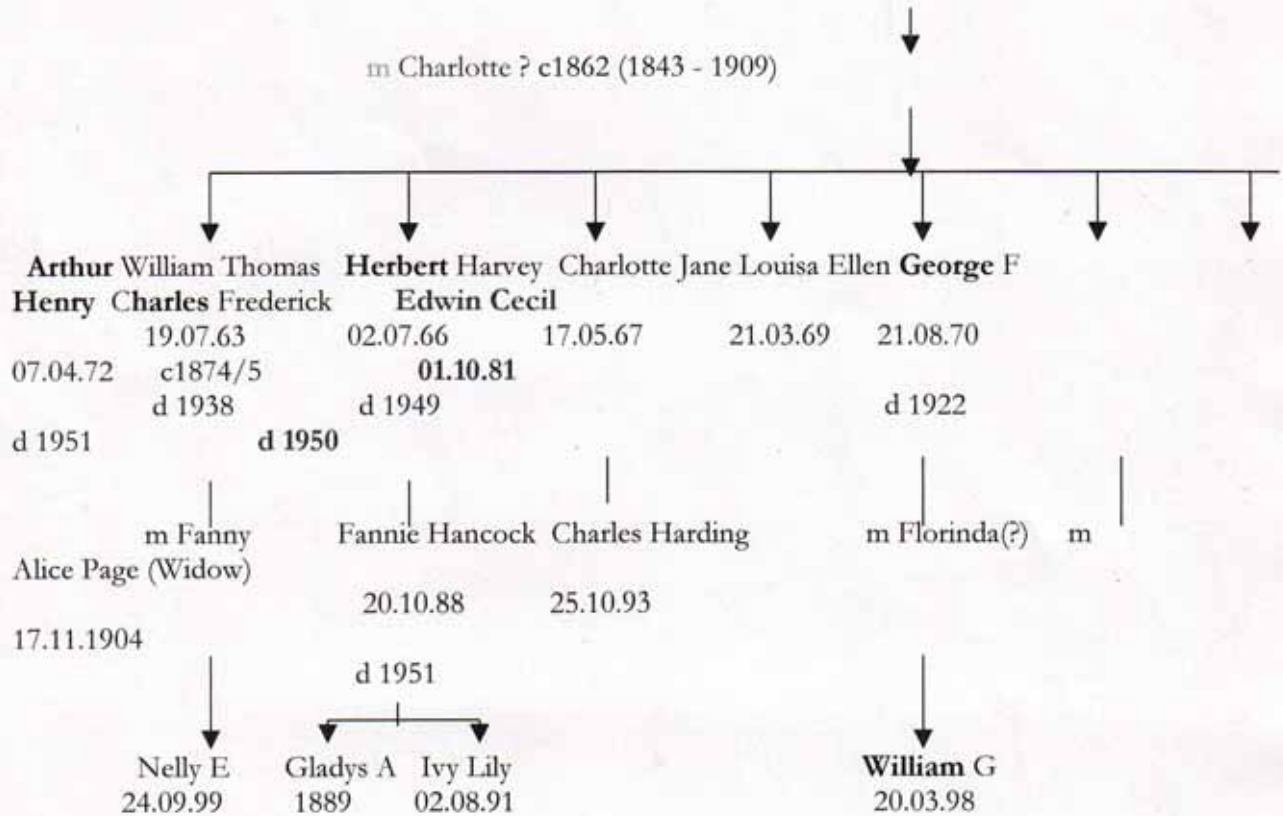 m Charlotte ? c1862 (1843 - 1909)
Arthur William Thomas Herbert Harvey Charlotte Jane Louisa Ellen George F
Henry Charles Frederick Edwin Cecil
19.07.63 02.07.66 17.05.67 21.03.69 21.08.70
07.04.72 c1874/5 01.10.81
d 1938 d 1949 d 1922
d 1951 d 1950
m Fanny Fannie Hancock Charles Harding m Florinda(?) m
Alice Page (Widow)
20.10.88 25.10.93
17.11.1904
d 1951
Nelly E Gladys A Ivy Lily William G
24.09.99 1889 02.08.91 20.03.98